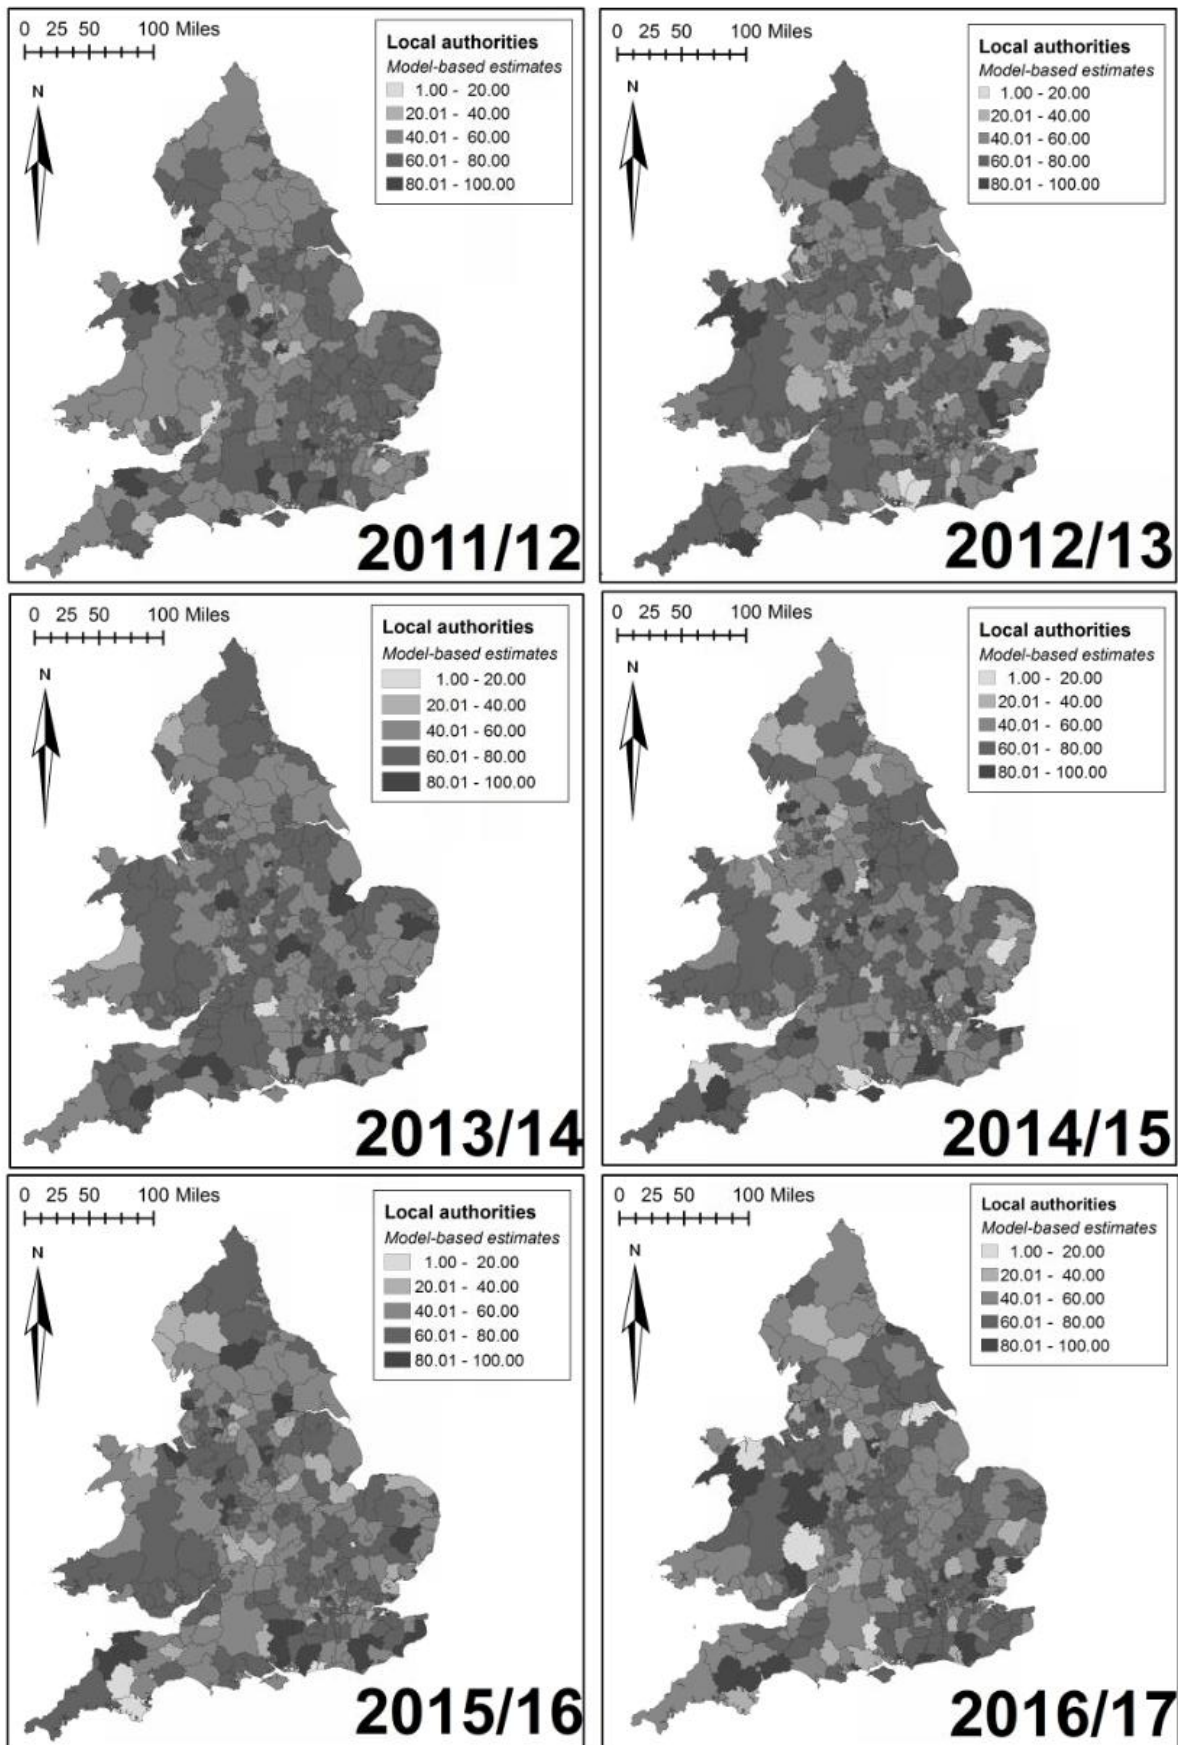 0 25 50 100 Miles
N
Local authorities
Model-based estimates
1.00 - 20.00
20.01 - 40.00
40.01 - 60.00
60.01 - 80.00
80.01 - 100.00
2011/12
0 25 50 100 Miles
N
Local authorities
Model-based estimates
1.00 - 20.00
20.01 - 40.00
40.01 - 60.00
60.01 - 80.00
80.01 - 100.00
2012/13
0 25 50 100 Miles
N
Local authorities
Model-based estimates
1.00 - 20.00
20.01 - 40.00
40.01 - 60.00
60.01 - 80.00
80.01 - 100.00
2013/14
0 25 50 100 Miles
N
Local authorities
Model-based estimates
1.00 - 20.00
20.01 - 40.00
40.01 - 60.00
60.01 - 80.00
80.01 - 100.00
2014/15
0 25 50 100 Miles
N
Local authorities
Model-based estimates
1.00 - 20.00
20.01 - 40.00
40.01 - 60.00
60.01 - 80.00
80.01 - 100.00
2015/16
0 25 50 100 Miles
N
Local authorities
Model-based estimates
1.00 - 20.00
20.01 - 40.00
40.01 - 60.00
60.01 - 80.00
80.01 - 100.00
2016/17